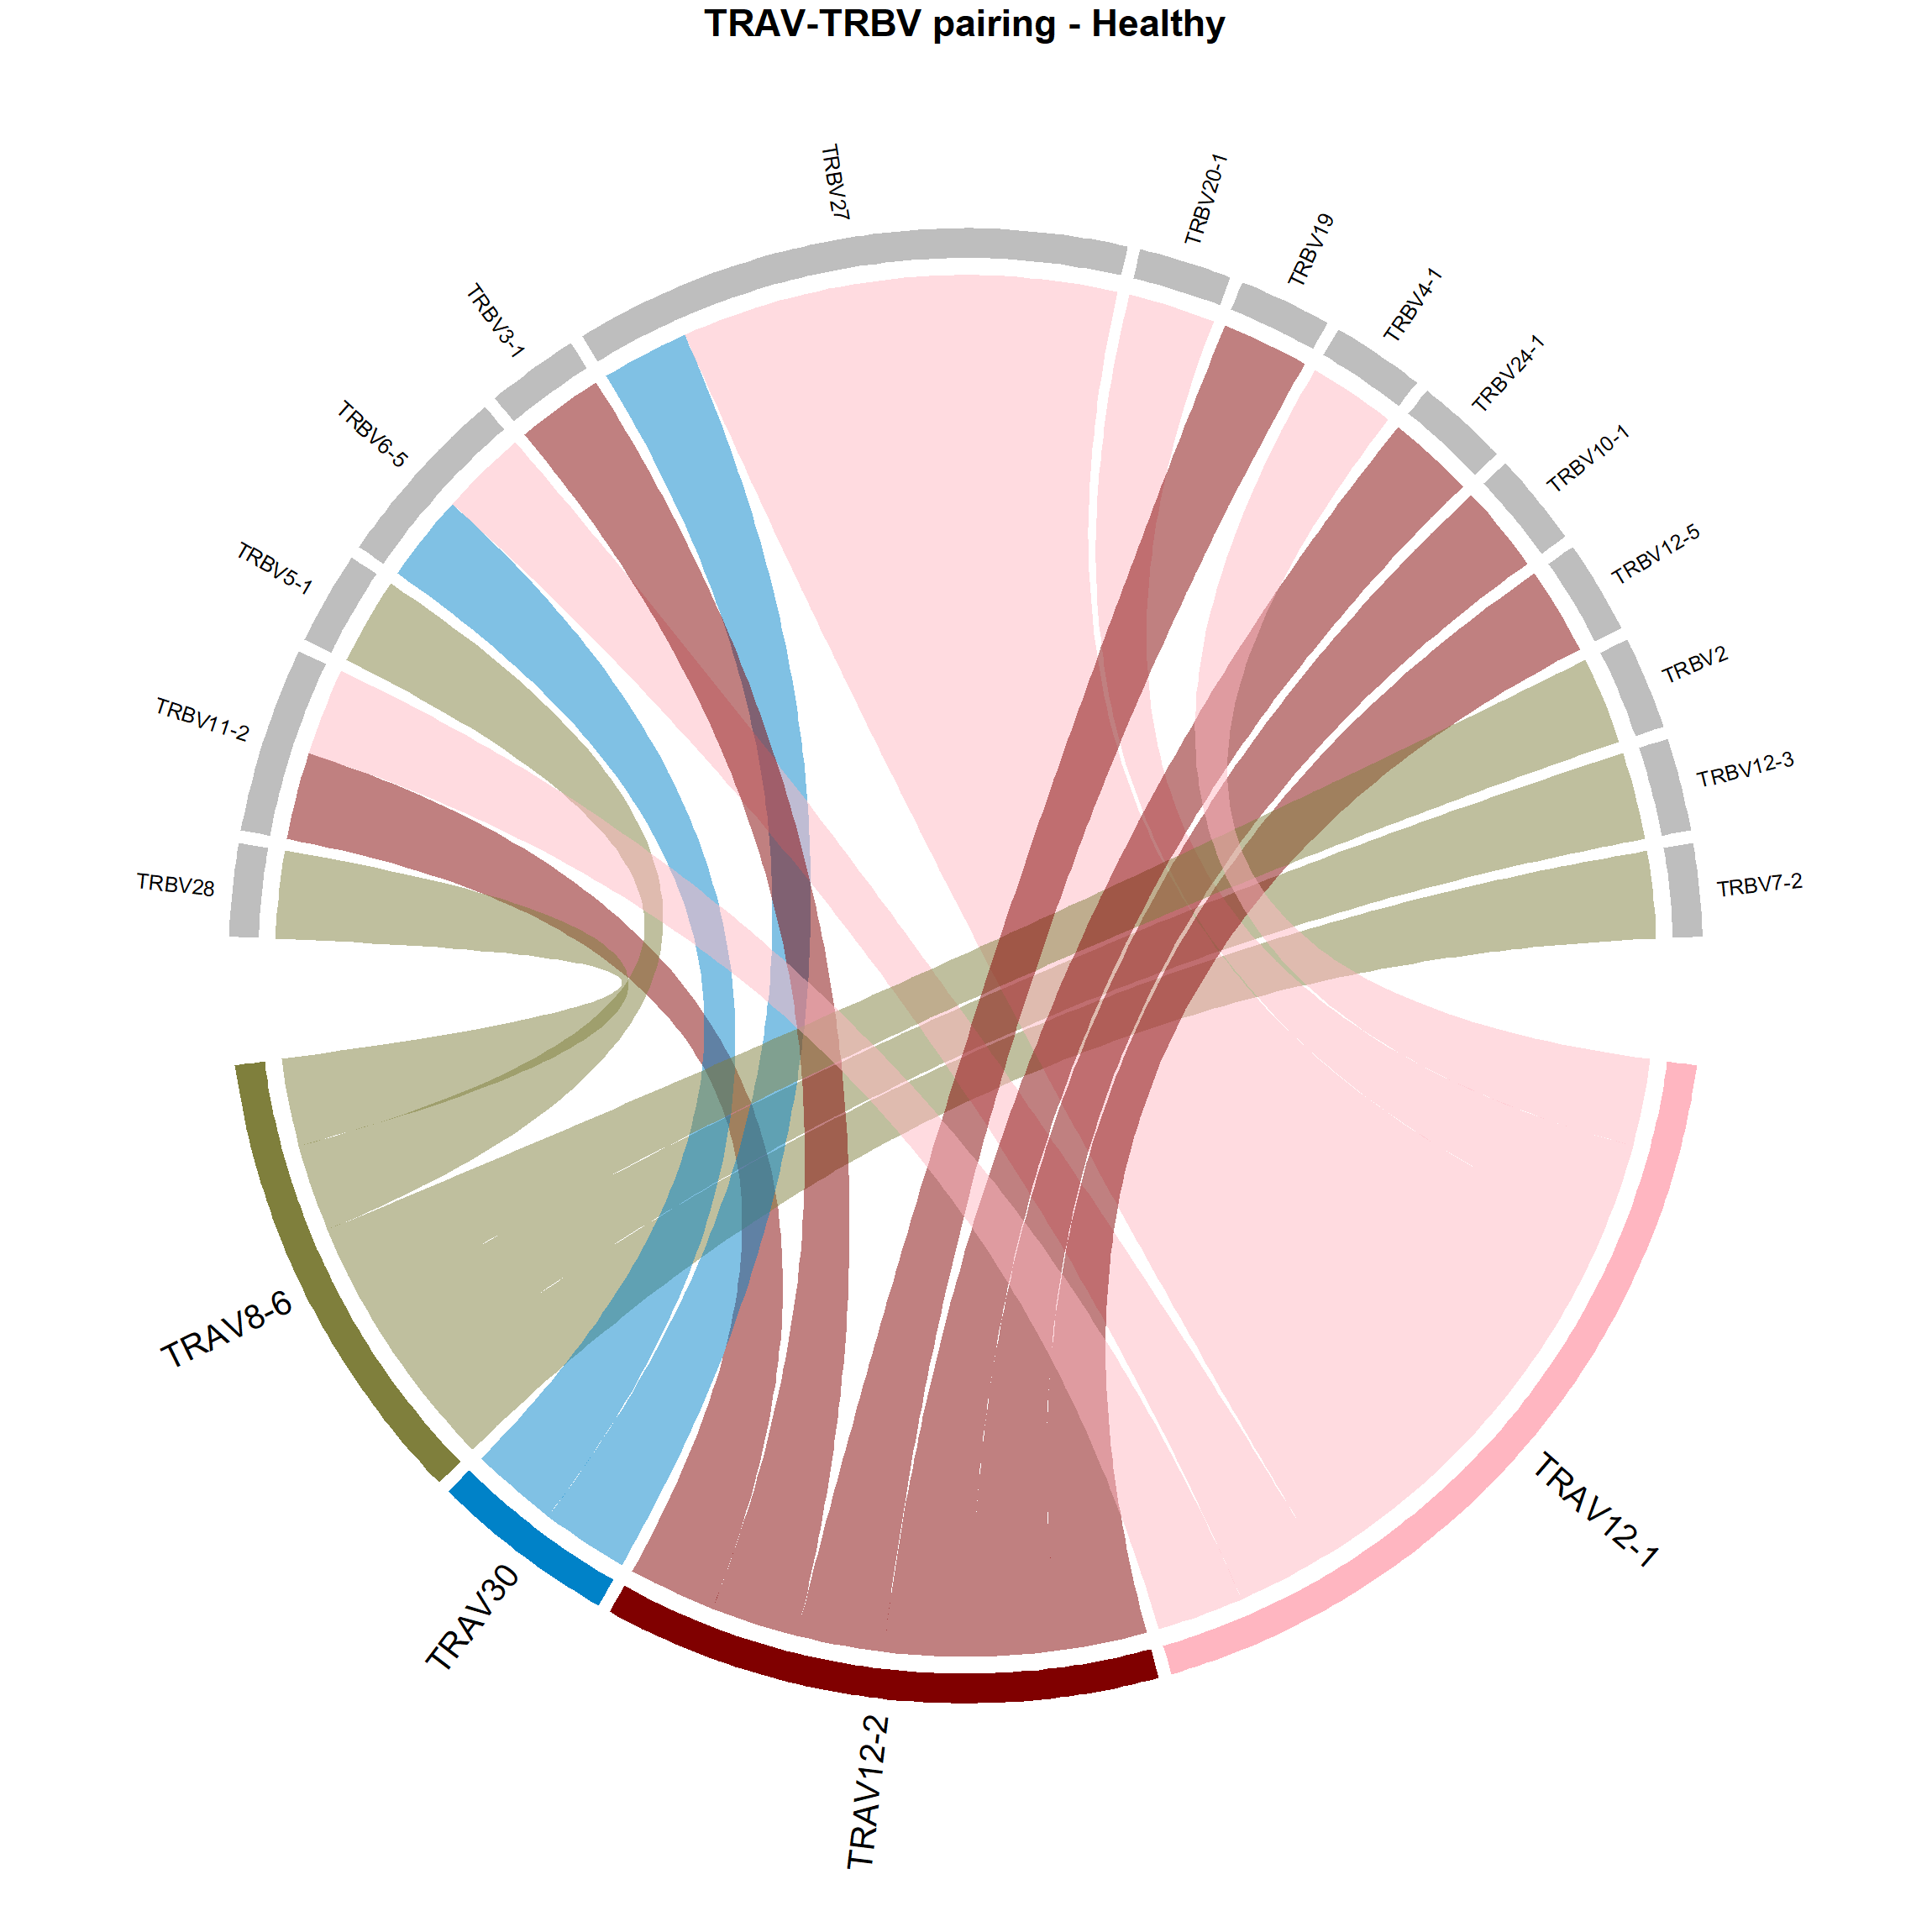 TRAV-TRBV pairing - Healthy
TRBV27
TRBV20-1
TRBV19
TRBV4-1
TRBV24-1
TRBV10-1
TRBV12-5
TRBV2
TRBV12-3
TRBV7-2
TRBV3-1
TRBV6-5
TRBV5-1
TRBV11-2
TRBV28
TRAV8-6
TRAV30
TRAV12-2
TRAV12-1